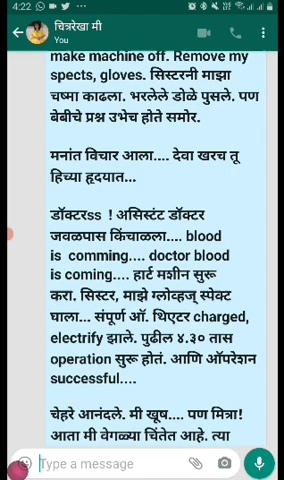 4:22
चित्ररेखा मी
You
make machine off. Remove my
spects, gloves. सिस्टरनी माझा
चष्मा काढला. भरलेले डोळे पुसले. पण
बेबीचे प्रश्न उभेच होते समोर.
मनांत विचार आला.... देवा खरच तू
हिच्या हृदयात...
डॉक्टरss ! असिस्टंट डॉक्टर
जवळपास किंचाळला.... blood
is comming.... doctor blood
is coming.... हार्ट मशीन सुरू
करा. सिस्टर, माझे ग्लोव्हज् स्पेक्ट
घाला... संपूर्ण ऑ. थिएटर charged,
electrify झाले. पुढील ४.३० तास
operation सुरू होतं. आणि ऑपरेशन
successful....
चेहरे आनंदले. मी खूष.... पण मित्रा!
आता मी वेगळ्या चिंतेत आहे. त्या
Type a message